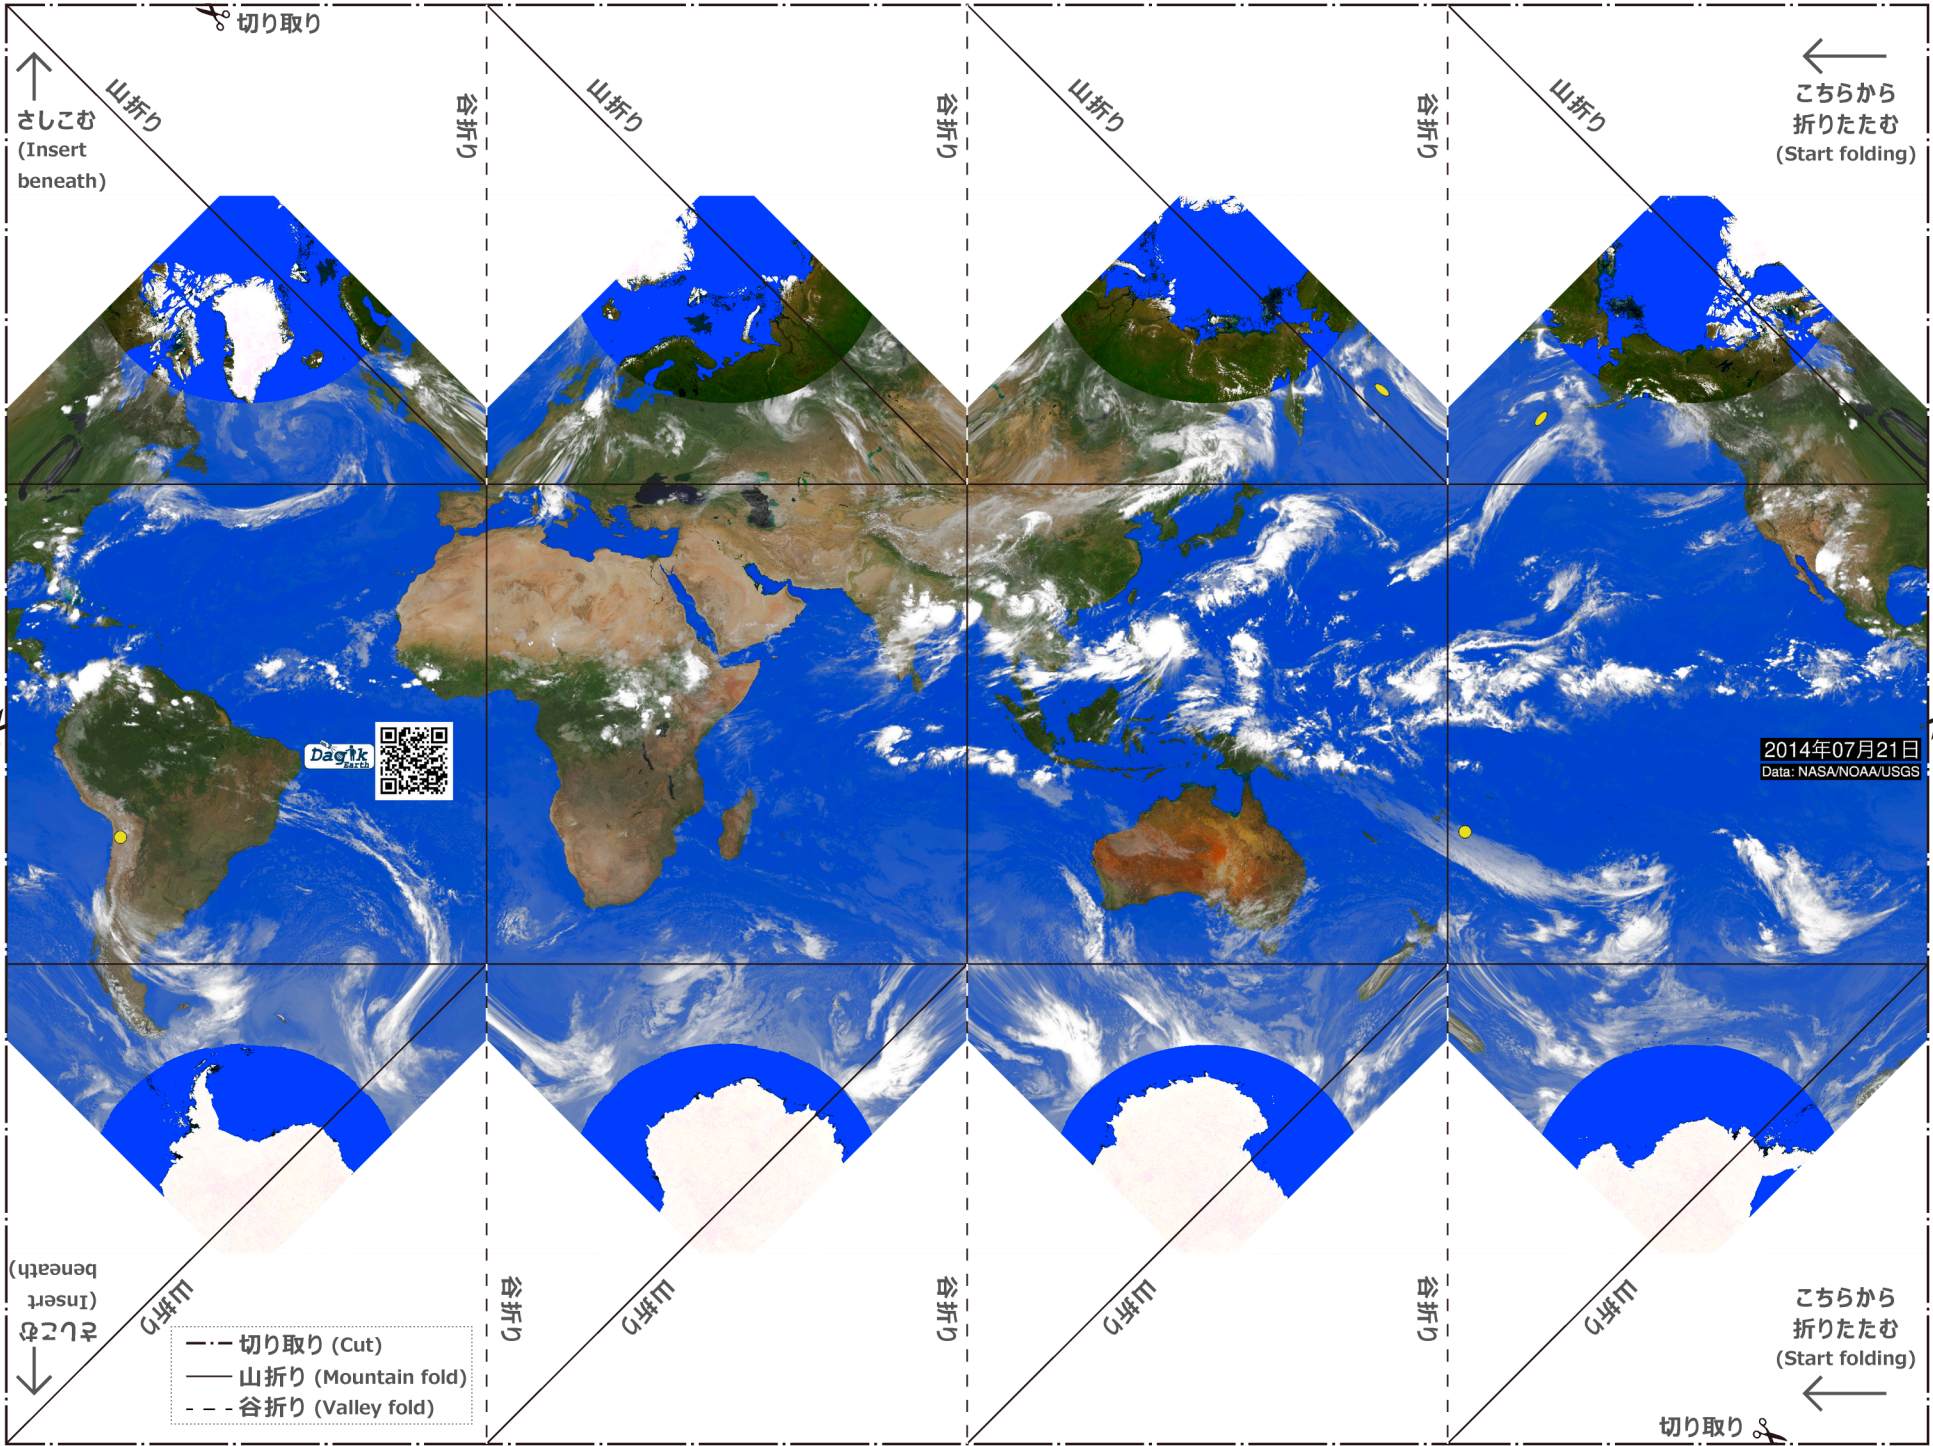 切り取り
山折り
谷折り
山折り
谷折り
山折り
谷折り
山折り
さしこむ
(Insert
beneath)
こちらから
折りたたむ
(Start folding)
Dagik
Earth
2014年07月21日
Data: NASA/NOAA/USGS
さしこむ
(Insert
beneath)
山折り
谷折り
山折り
谷折り
山折り
谷折り
山折り
こちらから
折りたたむ
(Start folding)
切り取り (Cut)
山折り (Mountain fold)
谷折り (Valley fold)
切り取り